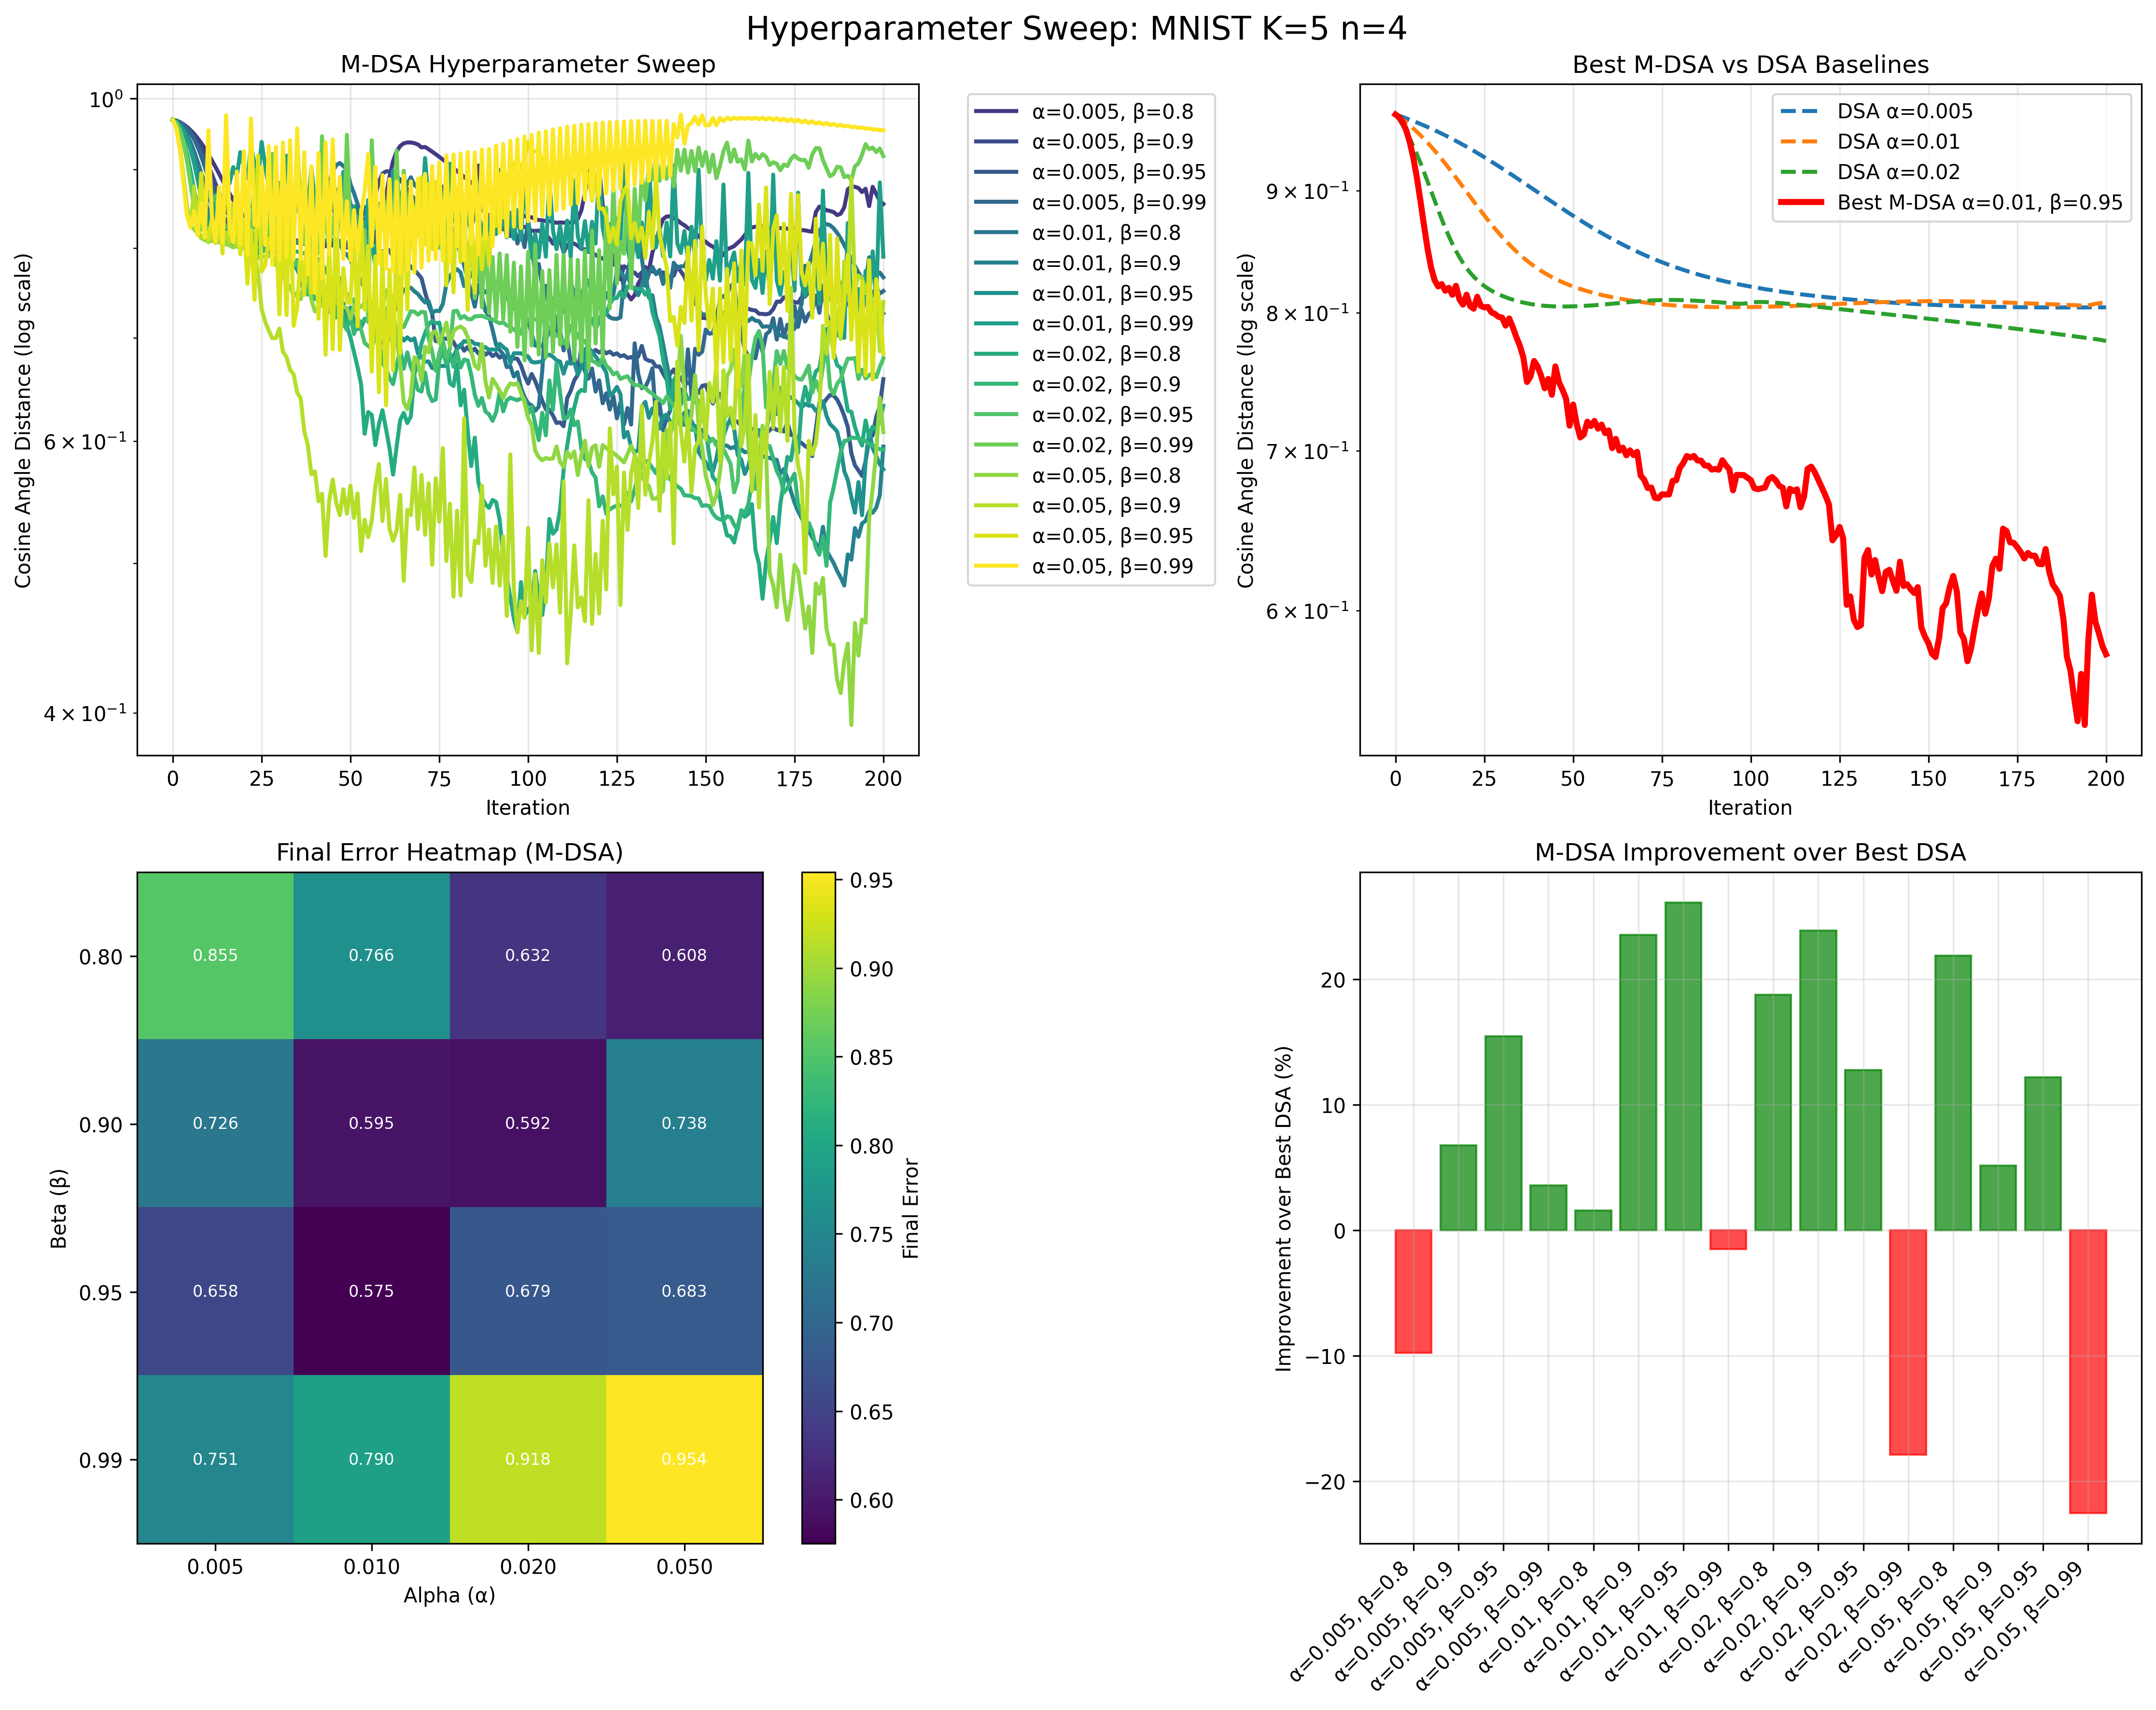 Hyperparameter Sweep: MNIST K=5 n=4
M-DSA Hyperparameter Sweep
Cosine Angle Distance (log scale)
10⁰
6 × 10⁻¹
4 × 10⁻¹
0 25 50 75 100 125 150 175 200
Iteration
α=0.005, β=0.8
α=0.005, β=0.9
α=0.005, β=0.95
α=0.005, β=0.99
α=0.01, β=0.8
α=0.01, β=0.9
α=0.01, β=0.95
α=0.01, β=0.99
α=0.02, β=0.8
α=0.02, β=0.9
α=0.02, β=0.95
α=0.02, β=0.99
α=0.05, β=0.8
α=0.05, β=0.9
α=0.05, β=0.95
α=0.05, β=0.99
Best M-DSA vs DSA Baselines
Cosine Angle Distance (log scale)
9 × 10⁻¹
8 × 10⁻¹
7 × 10⁻¹
6 × 10⁻¹
DSA α=0.005
DSA α=0.01
DSA α=0.02
Best M-DSA α=0.01, β=0.95
0 25 50 75 100 125 150 175 200
Iteration
Final Error Heatmap (M-DSA)
Beta (β)
0.80 0.855 0.766 0.632 0.608
0.90 0.726 0.595 0.592 0.738
0.95 0.658 0.575 0.679 0.683
0.99 0.751 0.790 0.918 0.954
0.005 0.010 0.020 0.050
Alpha (α)
0.95
0.90
0.85
0.80
0.75
0.70
0.65
0.60
Final Error
M-DSA Improvement over Best DSA
Improvement over Best DSA (%)
20
10
0
−10
−20
α=0.005, β=0.8
α=0.005, β=0.9
α=0.005, β=0.95
α=0.005, β=0.99
α=0.01, β=0.8
α=0.01, β=0.9
α=0.01, β=0.95
α=0.01, β=0.99
α=0.02, β=0.8
α=0.02, β=0.9
α=0.02, β=0.95
α=0.02, β=0.99
α=0.05, β=0.8
α=0.05, β=0.9
α=0.05, β=0.95
α=0.05, β=0.99